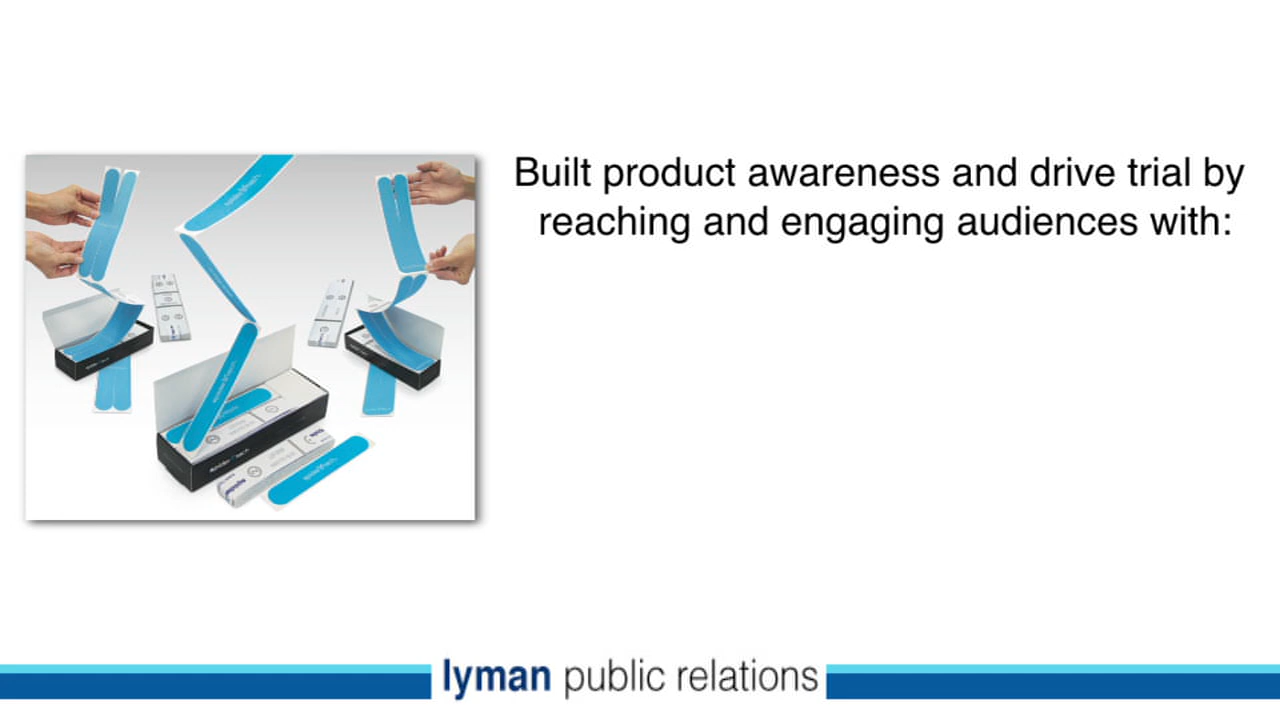 Built product awareness and drive trial by
reaching and engaging audiences with:
lyman public relations